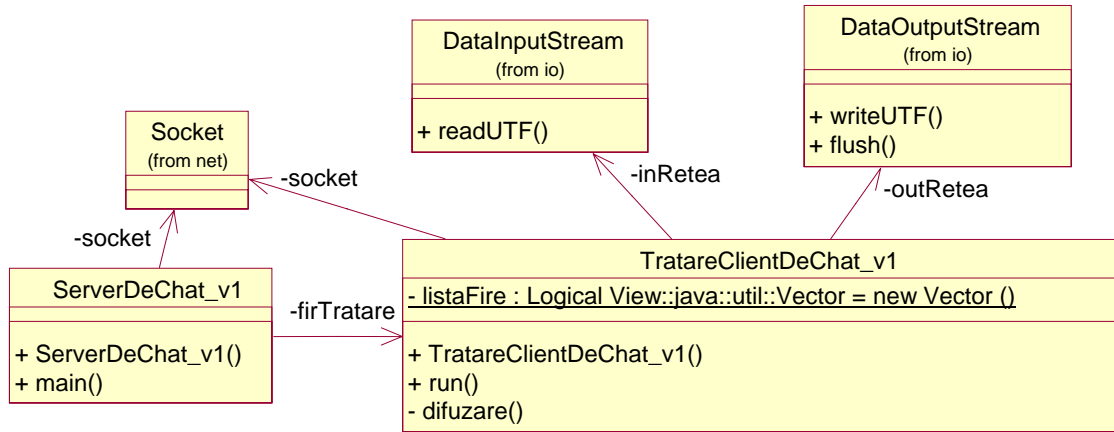 DataInputStream
(from io)
+ readUTF()
DataOutputStream
(from io)
+ writeUTF()
+ flush()
Socket
(from net)
-socket
-inRetea
-outRetea
-socket
ServerDeChat_v1
+ ServerDeChat_v1()
+ main()
-firTratare
TratareClientDeChat_v1
- listaFire : Logical View::java::util::Vector = new Vector ()
+ TratareClientDeChat_v1()
+ run()
- difuzare()